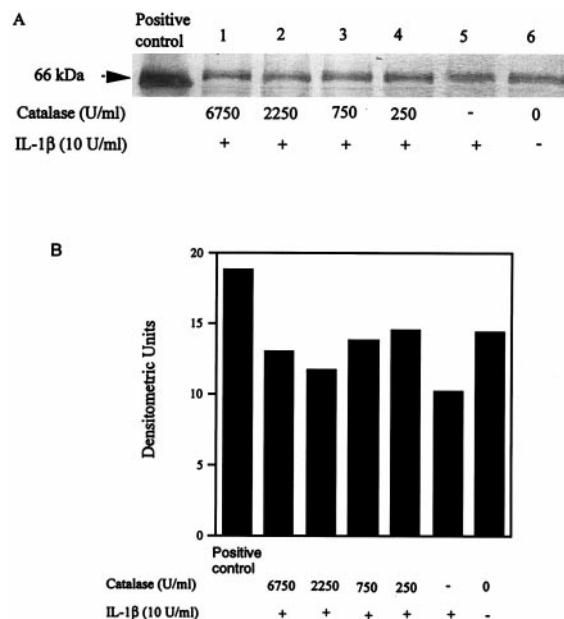 A
Positive
control 1 2 3 4 5 6
66 kDa
Catalase (U/ml) 6750 2250 750 250 - 0
IL-1β (10 U/ml) + + + + + -
B
20
15
10
5
0
Densitometric Units
Positive
control
Catalase (U/ml) 6750 2250 750 250 - 0
IL-1β (10 U/ml) + + + + + -